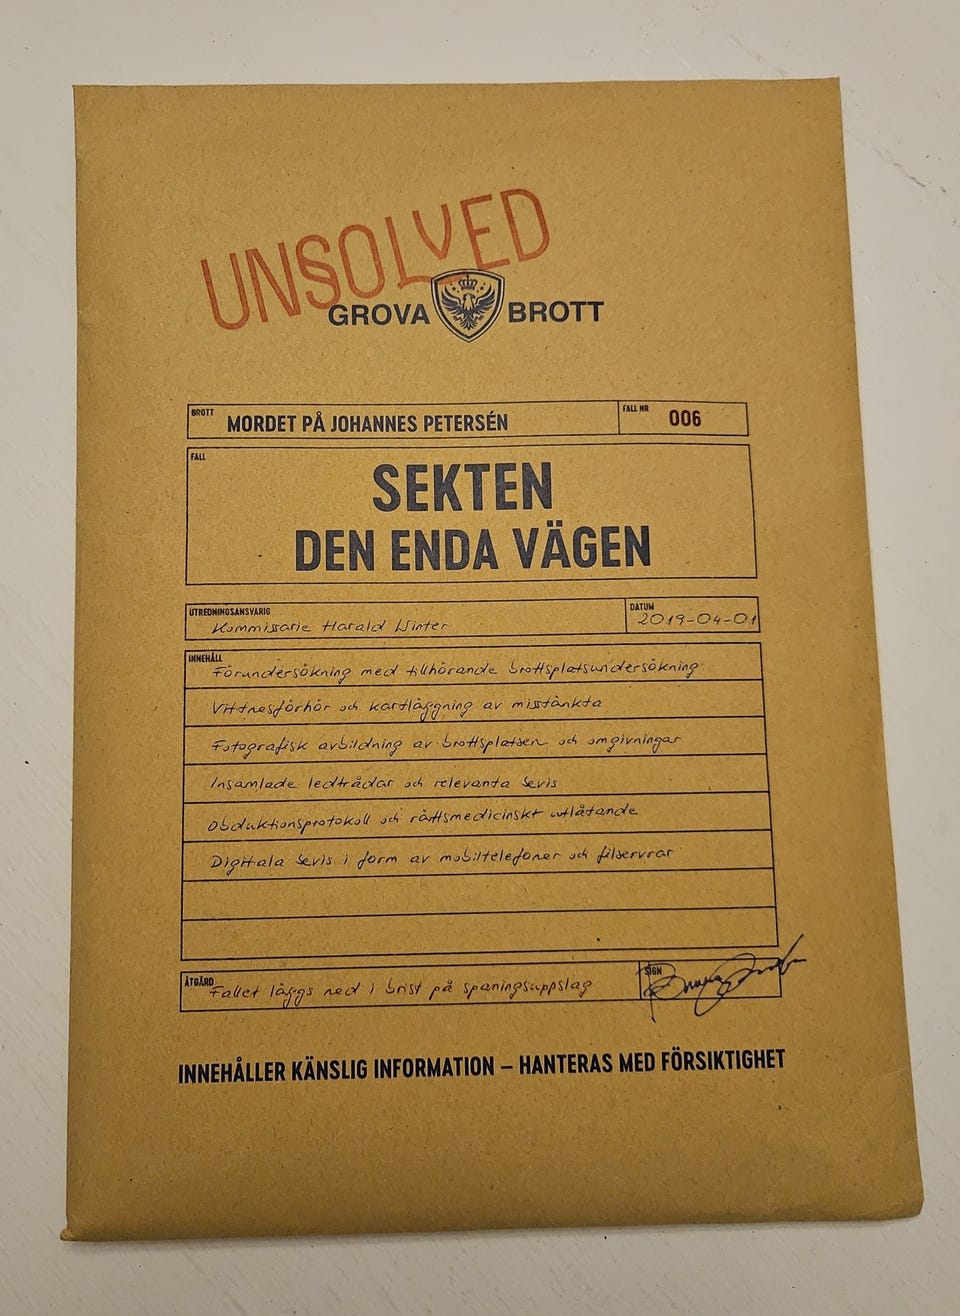 UNSOLVED
GROVA BROTT
BROTT MORDET PÅ JOHANNES PETERSÉN FALL NR 006
FALL
SEKTEN
DEN ENDA VÄGEN
UTREDNINGSANSVARIG DATUM
Kommissarie Harald Winter 2019-04-01
INNEHÅLL
Förundersökning med tillhörande brottsplatsundersökning
Vittnesförhör och kartläggning av misstänkta
Fotografisk avbildning av brottsplatsen och omgivningar
Insamlade ledtrådar och relevanta bevis
Obduktionsprotokoll och rättsmedicinskt utlåtande
Digitala bevis i form av mobiltelefoner och filservrar
ÅTGÄRD SIGN
Fallet läggs ned i brist på spaningsuppslag
INNEHÅLLER KÄNSLIG INFORMATION – HANTERAS MED FÖRSIKTIGHET